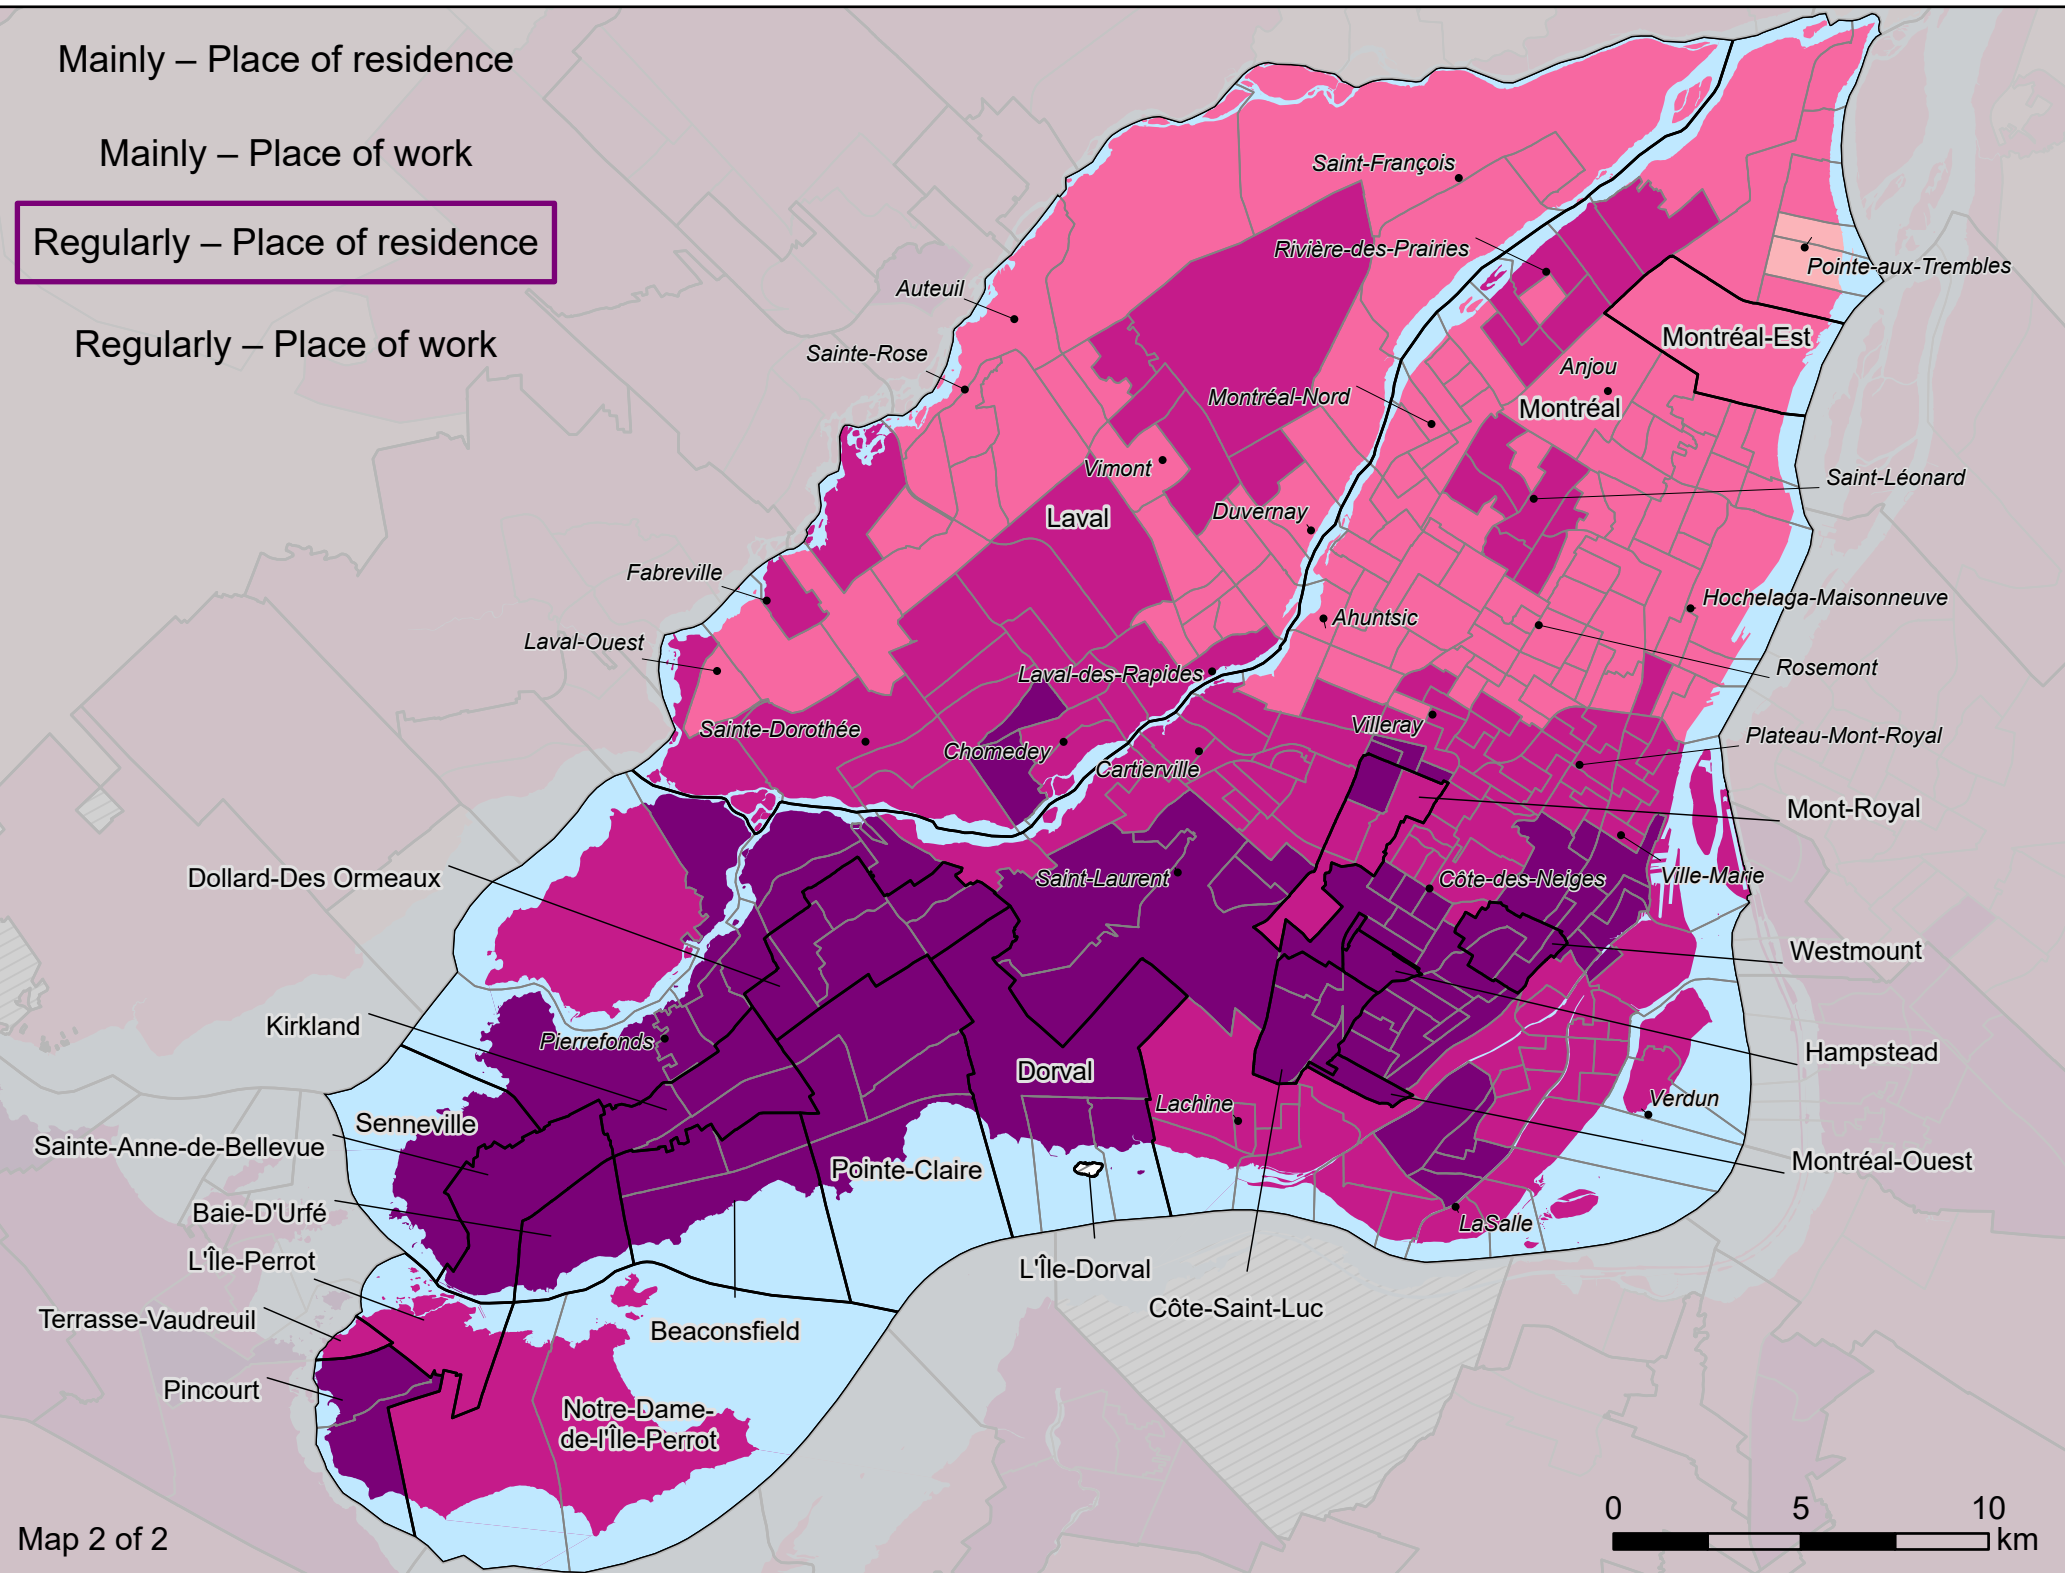 Mainly – Place of residence
Mainly – Place of work
Regularly – Place of residence
Regularly – Place of work
Saint-François
Rivière-des-Prairies
Pointe-aux-Trembles
Auteuil
Montréal-Est
Sainte-Rose
Anjou
Montréal-Nord
Montréal
Vimont
Saint-Léonard
Laval
Duvernay
Fabreville
Hochelaga-Maisonneuve
Ahuntsic
Laval-Ouest
Rosemont
Laval-des-Rapides
Sainte-Dorothée
Villeray
Plateau-Mont-Royal
Chomedey
Cartierville
Mont-Royal
Dollard-Des Ormeaux
Saint-Laurent
Côte-des-Neiges
Ville-Marie
Westmount
Kirkland
Pierrefonds
Hampstead
Dorval
Lachine
Verdun
Senneville
Sainte-Anne-de-Bellevue
Pointe-Claire
Montréal-Ouest
Baie-D'Urfé
LaSalle
L'Île-Perrot
L'Île-Dorval
Côte-Saint-Luc
Terrasse-Vaudreuil
Beaconsfield
Pincourt
Notre-Dame-
de-l'Île-Perrot
0 5 10
km
Map 2 of 2